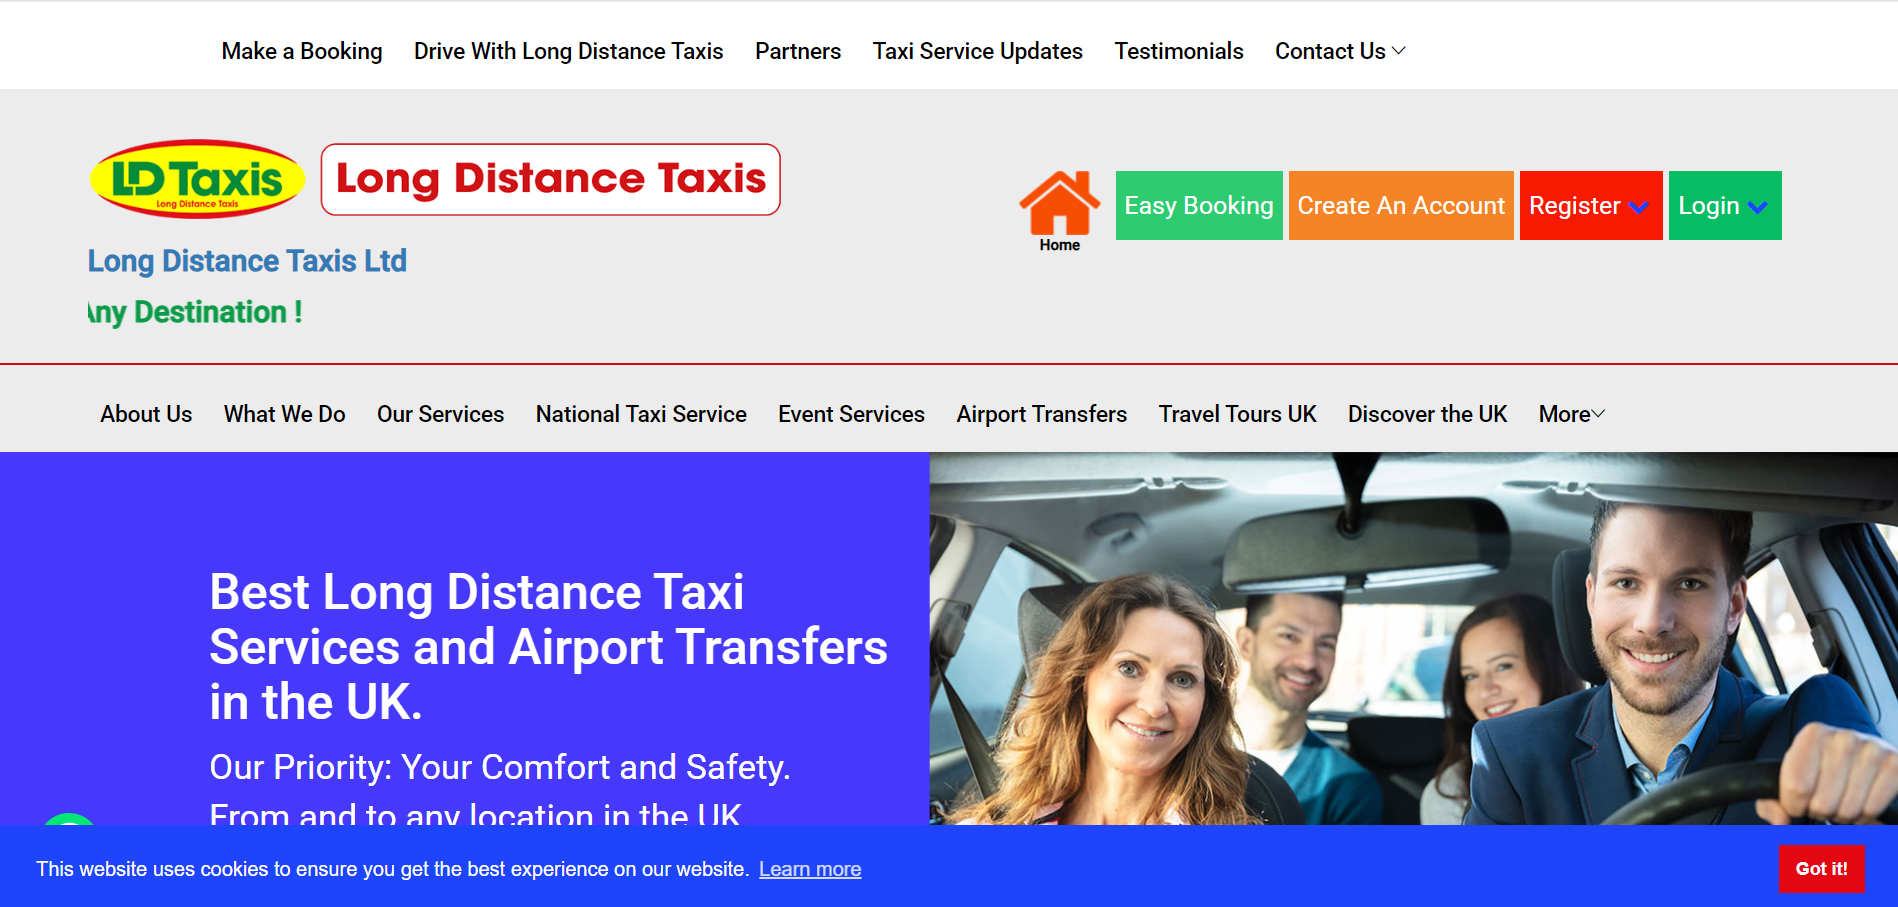 Make a Booking Drive With Long Distance Taxis Partners Taxi Service Updates Testimonials Contact Us
LD Taxis
Long Distance Taxis
Long Distance Taxis
Home
Easy Booking
Create An Account
Register
Login
Long Distance Taxis Ltd
Any Destination !
About Us What We Do Our Services National Taxi Service Event Services Airport Transfers Travel Tours UK Discover the UK More
Best Long Distance Taxi
Services and Airport Transfers
in the UK.
Our Priority: Your Comfort and Safety.
From and to any location in the UK
This website uses cookies to ensure you get the best experience on our website. Learn more
Got it!